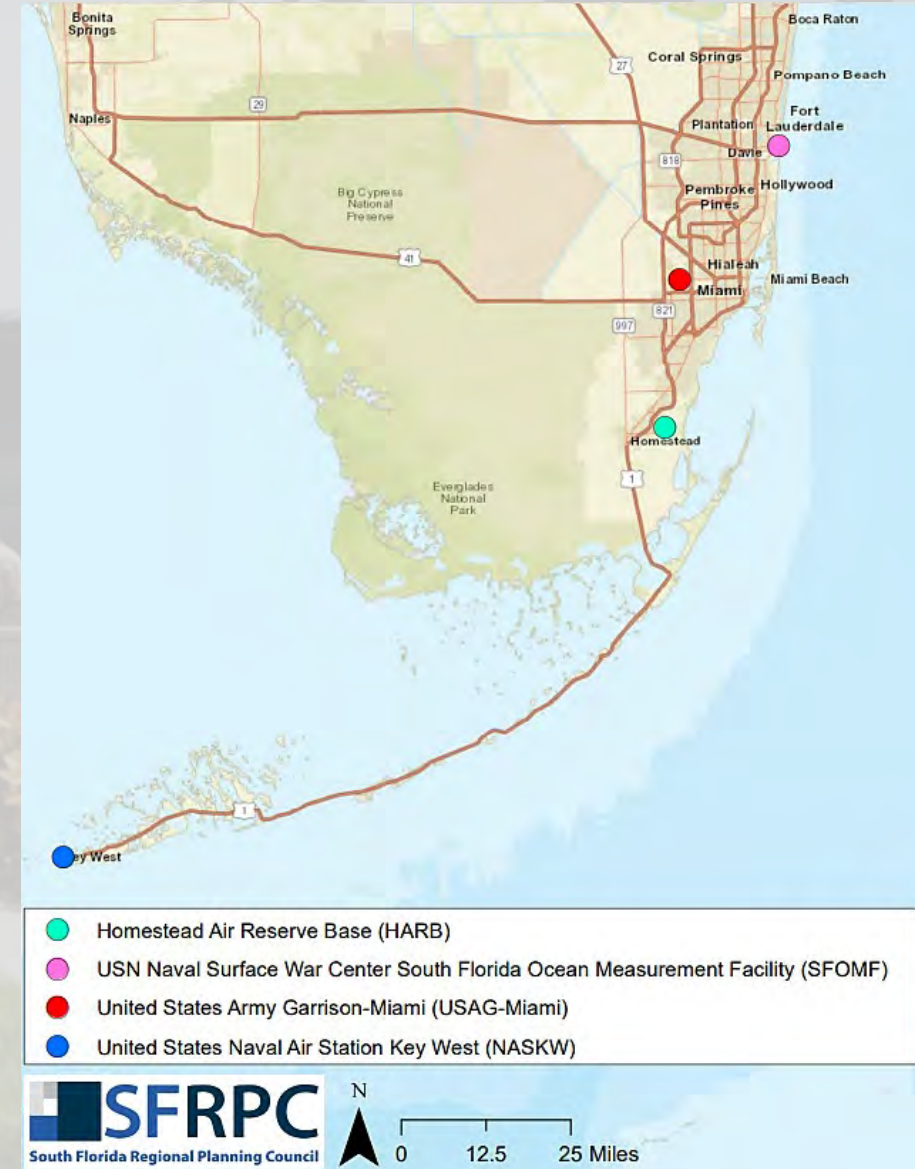 Bonita
Springs
Boca Raton
Coral Springs
27
Pompano Beach
29
Naples
Fort
Lauderdale
Plantation
Davie
818
Big Cypress
National
Preserve
Pembroke
Pines
Hollywood
41
Hialeah
Miami Beach
Miami
821
997
Homestead
1
Everglades
National
Park
1
ey West
Homestead Air Reserve Base (HARB)
USN Naval Surface War Center South Florida Ocean Measurement Facility (SFOMF)
United States Army Garrison-Miami (USAG-Miami)
United States Naval Air Station Key West (NASKW)
SFRPC
South Florida Regional Planning Council
N
0 12.5 25 Miles